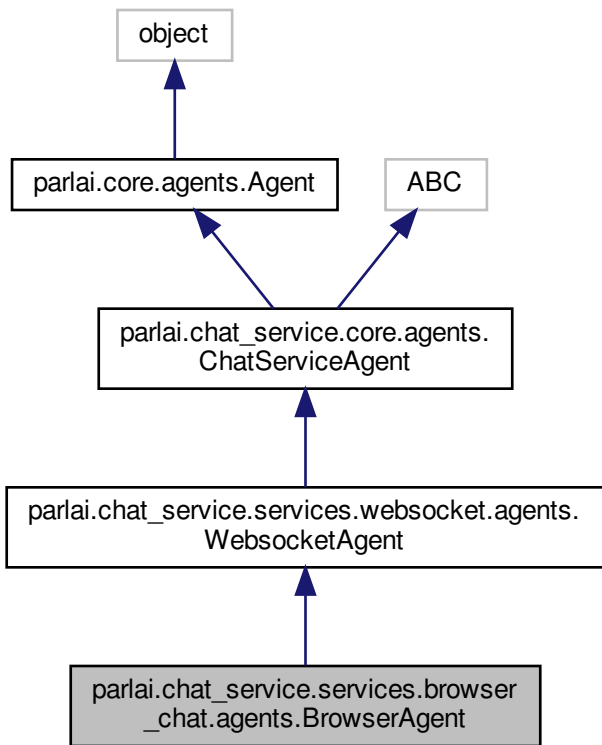 object
parlai.core.agents.Agent
ABC
parlai.chat_service.core.agents.
ChatServiceAgent
parlai.chat_service.services.websocket.agents.
WebsocketAgent
parlai.chat_service.services.browser
_chat.agents.BrowserAgent